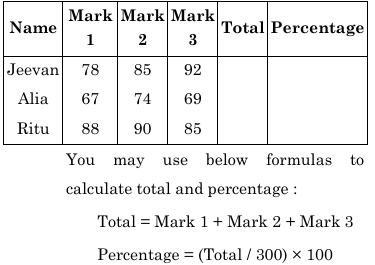 Name Mark 1 Mark 2 Mark 3 Total Percentage
Jeevan 78 85 92
Alia 67 74 69
Ritu 88 90 85
You may use below formulas to
calculate total and percentage :
Total = Mark 1 + Mark 2 + Mark 3
Percentage = (Total / 300) × 100